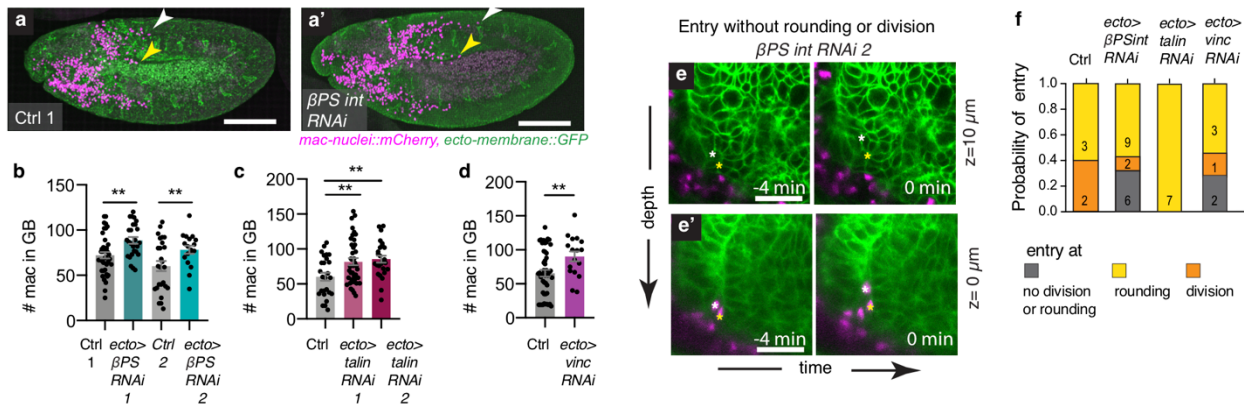 a
Ctrl 1
a'
βPS int
RNAi
mac-nuclei::mCherry, ecto-membrane::GFP
b
# mac in GB
150
100
50
0
**
**
Ctrl 1
ecto> βPS RNAi 1
Ctrl 2
ecto> βPS RNAi 2
c
# mac in GB
200
150
100
50
0
**
**
Ctrl
ecto> talin RNAi 1
ecto> talin RNAi 2
d
# mac in GB
200
150
100
50
0
**
Ctrl
ecto> vinc RNAi
Entry without rounding or division
βPS int RNAi 2
e
*
*
-4 min
*
*
0 min
z=10 µm
e'
*
*
-4 min
*
*
0 min
z= 0 µm
depth
time
f
Ctrl
ecto> βPSint RNAi
ecto> talin RNAi
ecto> vinc RNAi
Probability of entry
1.0
0.8
0.6
0.4
0.2
0.0
3
2
9
2
6
7
3
1
2
entry at
no division
or rounding
rounding
division